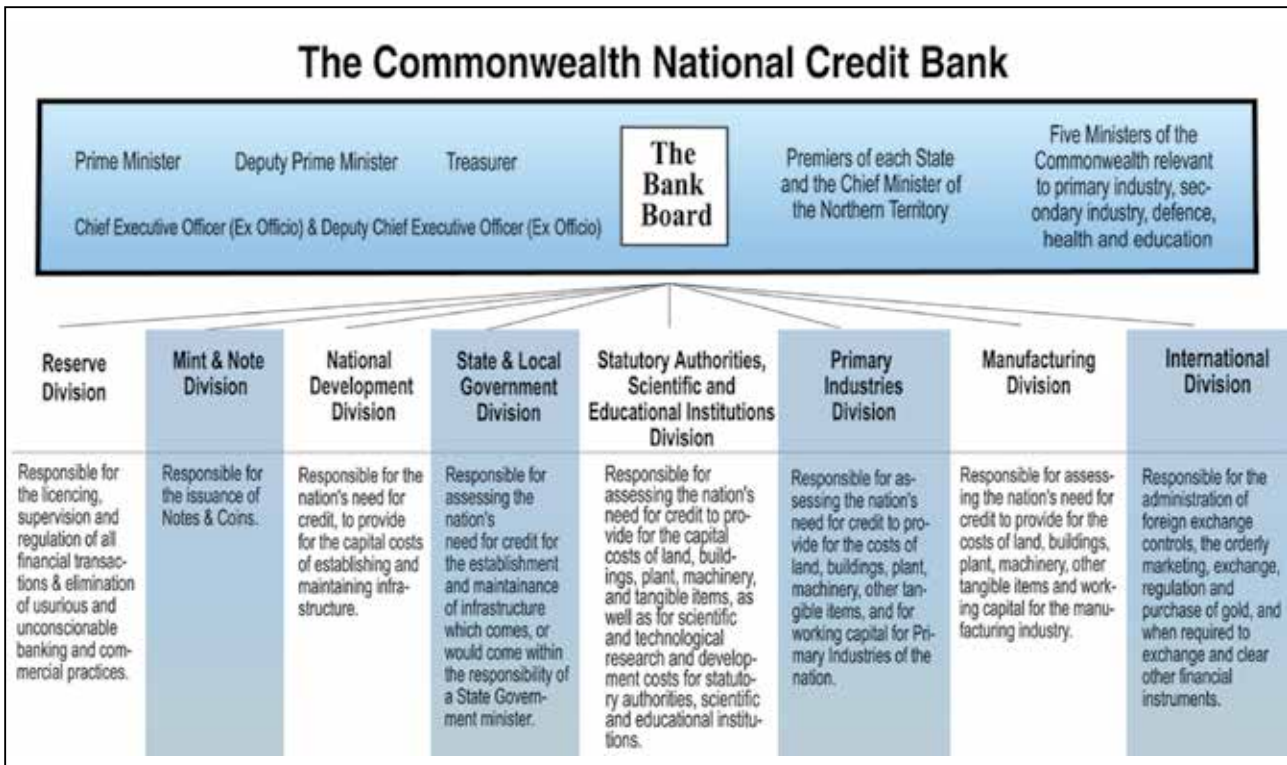 The Commonwealth National Credit Bank
Prime Minister
Deputy Prime Minister
Treasurer
Chief Executive Officer (Ex Officio) & Deputy Chief Executive Officer (Ex Officio)
The
Bank
Board
Premiers of each State
and the Chief Minister of
the Northern Territory
Five Ministers of the
Commonwealth relevant
to primary industry, sec-
ondary industry, defence,
health and education
Reserve
Division
Responsible for
the licencing,
supervision and
regulation of all
financial transac-
tions & elimination
of usurious and
unconscionable
banking and com-
mercial practices.
Mint & Note
Division
Responsible for
the issuance of
Notes & Coins.
National
Development
Division
Responsible for the
nation's need for
credit, to provide
for the capital costs
of establishing and
maintaining infra-
structure.
State & Local
Government
Division
Responsible for
assessing the
nation's
need for credit for
the establishment
and maintainance
of infrastructure
which comes, or
would come within
the responsibility of
a State Govern-
ment minister.
Statutory Authorities,
Scientific and
Educational Institutions
Division
Responsible for
assessing the nation's
need for credit to pro-
vide for the capital
costs of land, build-
ings, plant, machinery,
and tangible items, as
well as for scientific
and technological
research and develop-
ment costs for statuto-
ry authorities, scientific
and educational institu-
tions.
Primary
Industries
Division
Responsible for as-
sessing the nation's
need for credit to pro-
vide for the costs of
land, buildings, plant,
machinery, other tan-
gible items, and for
working capital for Pri-
mary Industries of the
nation.
Manufacturing
Division
Responsible for assess-
ing the nation's need for
credit to provide for the
costs of land, buildings,
plant, machinery, other
tangible items and work-
ing capital for the manu-
facturing industry.
International
Division
Responsible for the
administration of
foreign exchange
controls, the orderly
marketing, exchange,
regulation and
purchase of gold, and
when required to
exchange and clear
other financial
instruments.